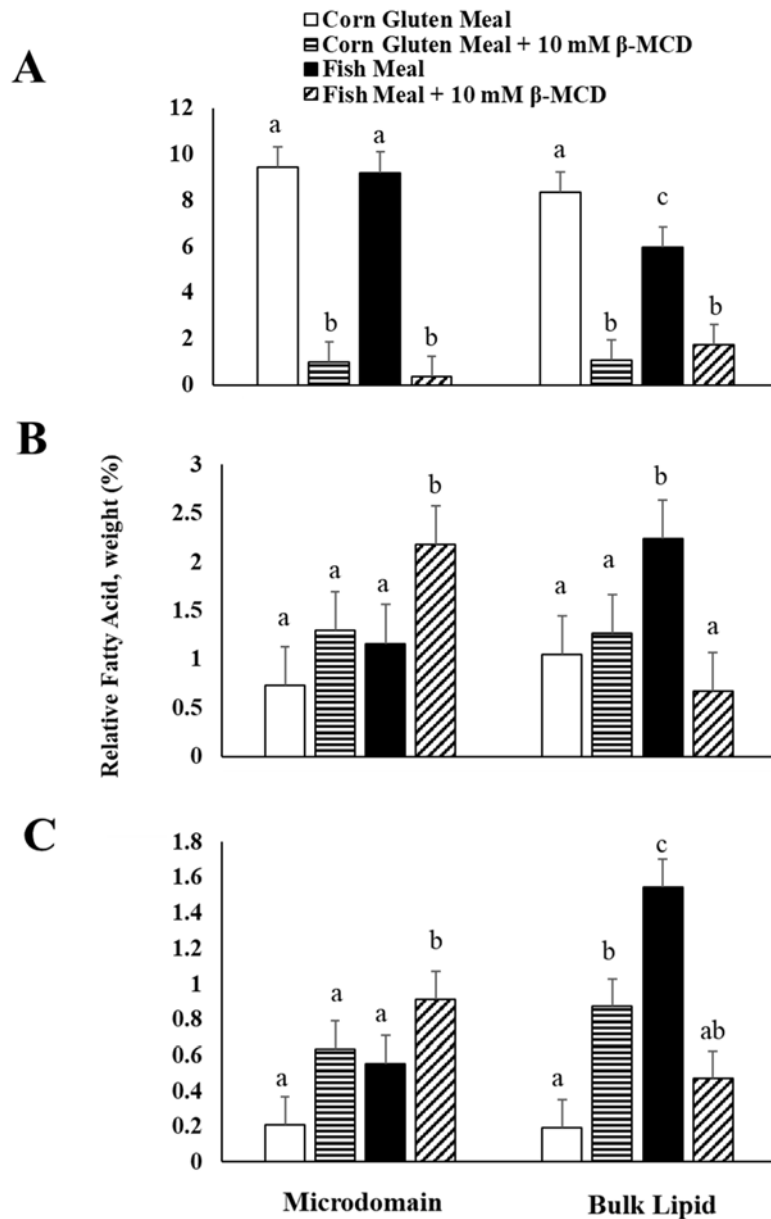 Corn Gluten Meal
Corn Gluten Meal + 10 mM β-MCD
Fish Meal
Fish Meal + 10 mM β-MCD
A
12
10
8
6
4
2
0
a
b
a
b
a
b
c
b
B
Relative Fatty Acid, weight (%)
3
2.5
2
1.5
1
0.5
0
a
a
a
b
a
a
b
a
C
1.8
1.6
1.4
1.2
1
0.8
0.6
0.4
0.2
0
a
a
a
b
a
b
c
ab
Microdomain
Bulk Lipid